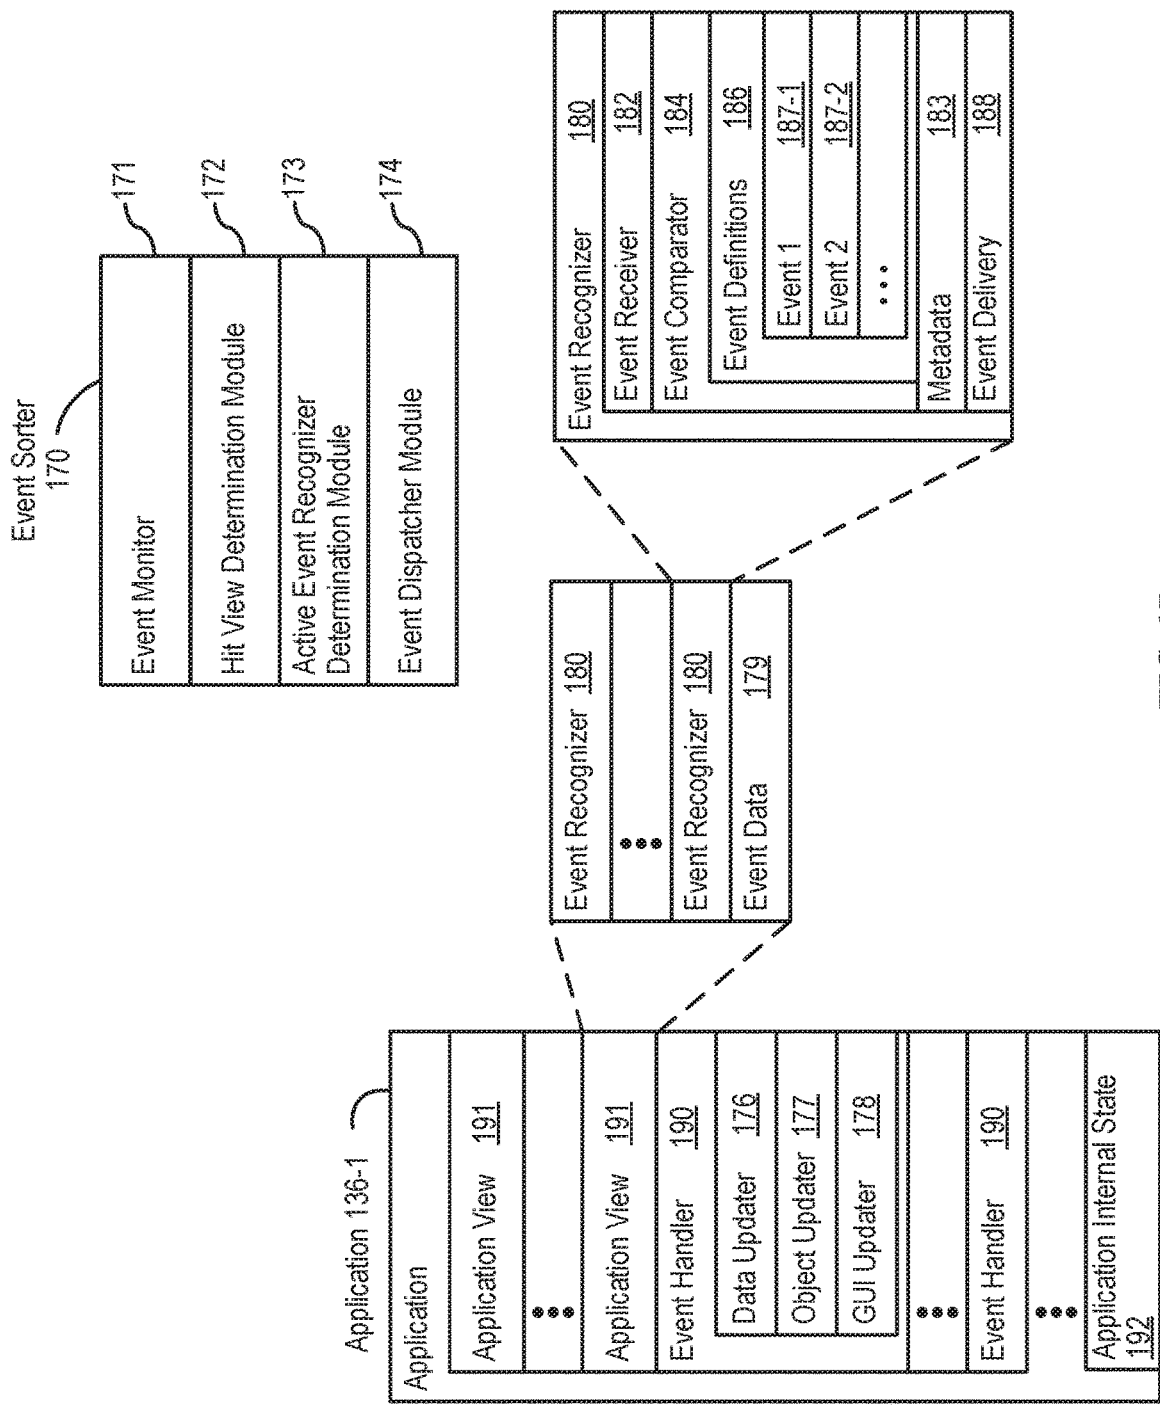 Event Sorter
170
Event Monitor
171
Hit View Determination Module
172
Active Event Recognizer
Determination Module
173
Event Dispatcher Module
174
Application 136-1
Application
Application View 191
Application View 191
Event Handler 190
Data Updater 176
Object Updater 177
GUI Updater 178
Event Handler 190
Application Internal State
192
Event Recognizer 180
Event Recognizer 180
Event Data 179
Event Recognizer 180
Event Receiver 182
Event Comparator 184
Event Definitions 186
Event 1 187-1
Event 2 187-2
Metadata 183
Event Delivery 188